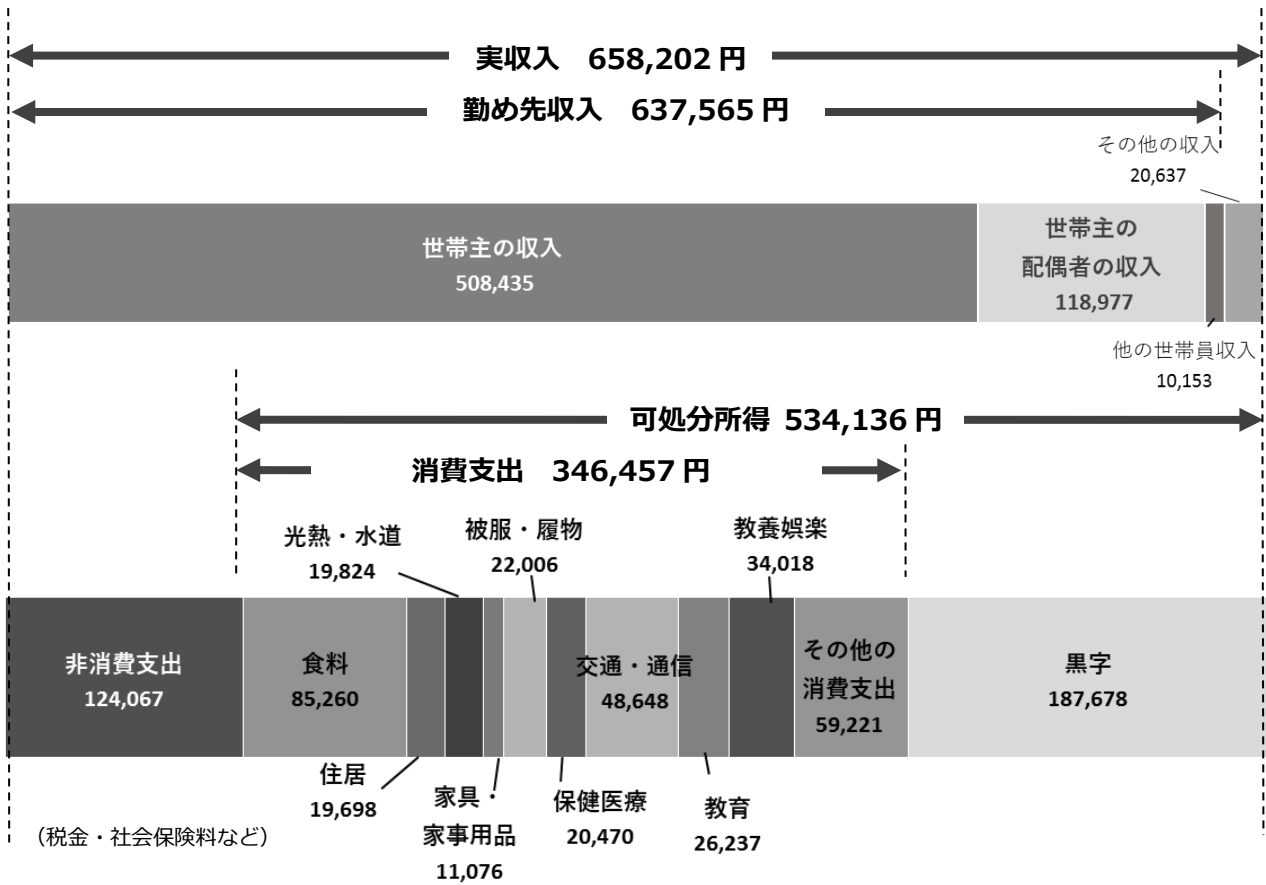 実収入 658,202 円
勤め先収入 637,565 円
その他の収入
20,637
世帯主の収入
508,435
世帯主の
配偶者の収入
118,977
他の世帯員収入
10,153
可処分所得 534,136 円
消費支出 346,457 円
光熱・水道
19,824
被服・履物
22,006
教養娯楽
34,018
非消費支出
124,067
食料
85,260
交通・通信
48,648
その他の
消費支出
59,221
黒字
187,678
住居
19,698
家具・
家事用品
11,076
保健医療
20,470
教育
26,237
（税金・社会保険料など）